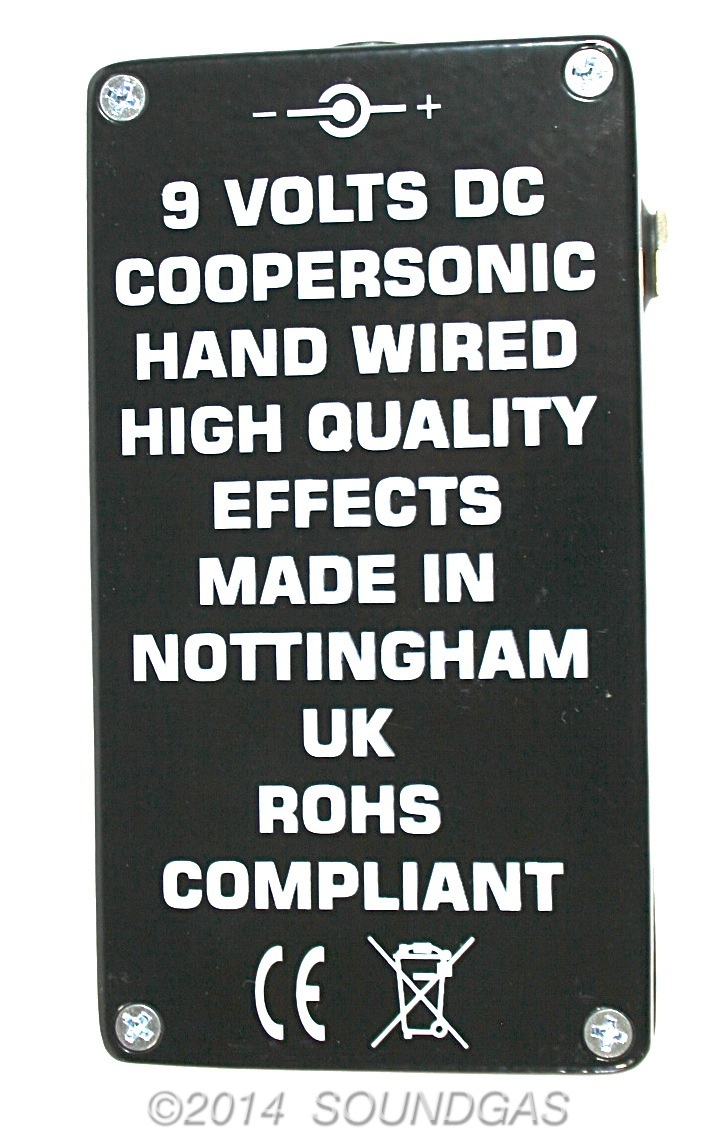 - +
9 VOLTS DC
COOPERSONIC
HAND WIRED
HIGH QUALITY
EFFECTS
MADE IN
NOTTINGHAM
UK
ROHS
COMPLIANT
CE
©2014 SOUNDGAS